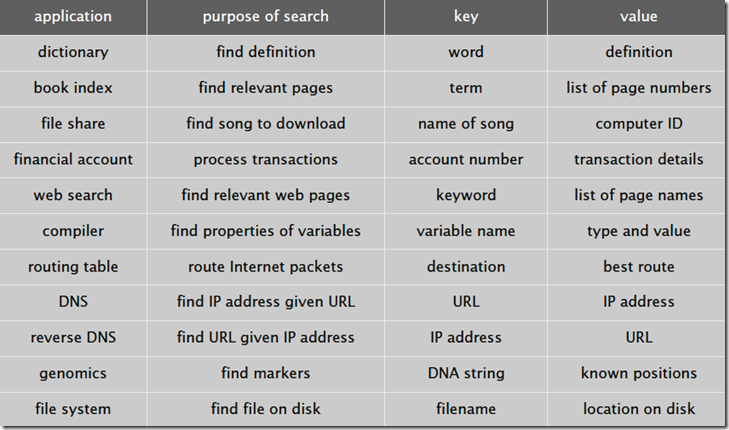 application purpose of search key value
dictionary find definition word definition
book index find relevant pages term list of page numbers
file share find song to download name of song computer ID
financial account process transactions account number transaction details
web search find relevant web pages keyword list of page names
compiler find properties of variables variable name type and value
routing table route Internet packets destination best route
DNS find IP address given URL URL IP address
reverse DNS find URL given IP address IP address URL
genomics find markers DNA string known positions
file system find file on disk filename location on disk